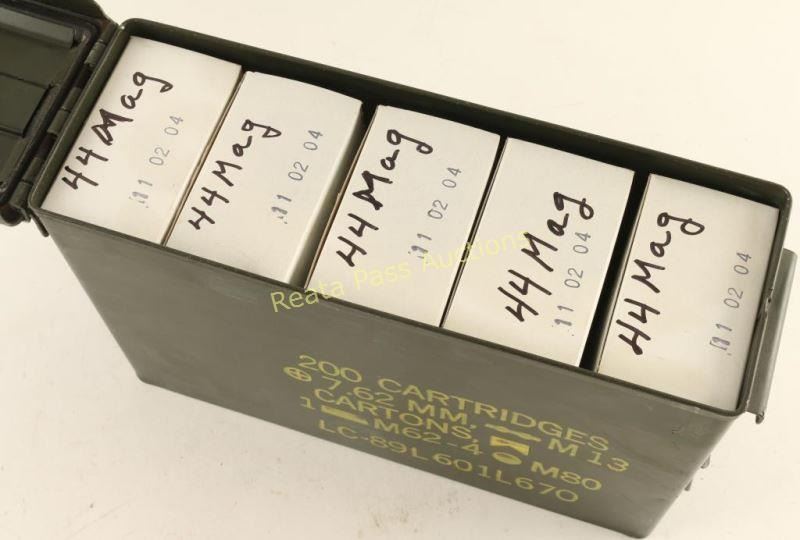 44 Mag
11 02 04
44 Mag
11 02 04
44 Mag
11 02 04
44 Mag
11 02 04
44 Mag
11 02 04
Reata Pass Auctions
200 CARTRIDGES
7.62 MM, M 13
1 CARTONS,
M62-4 M80
LC-89L601L670